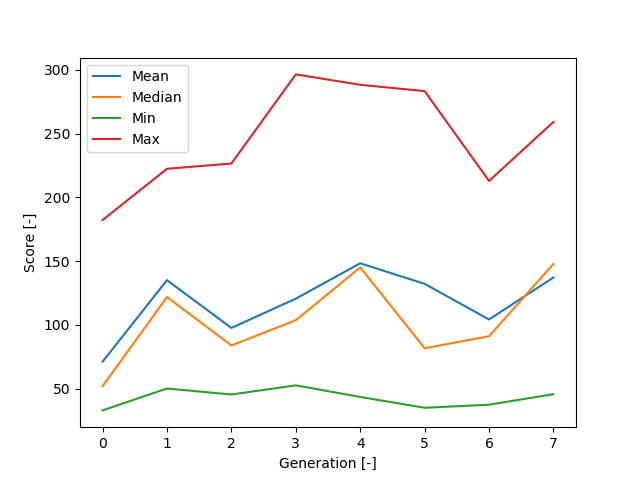 300
250
200
150
100
50
Score [-]
Mean
Median
Min
Max
0 1 2 3 4 5 6 7
Generation [-]